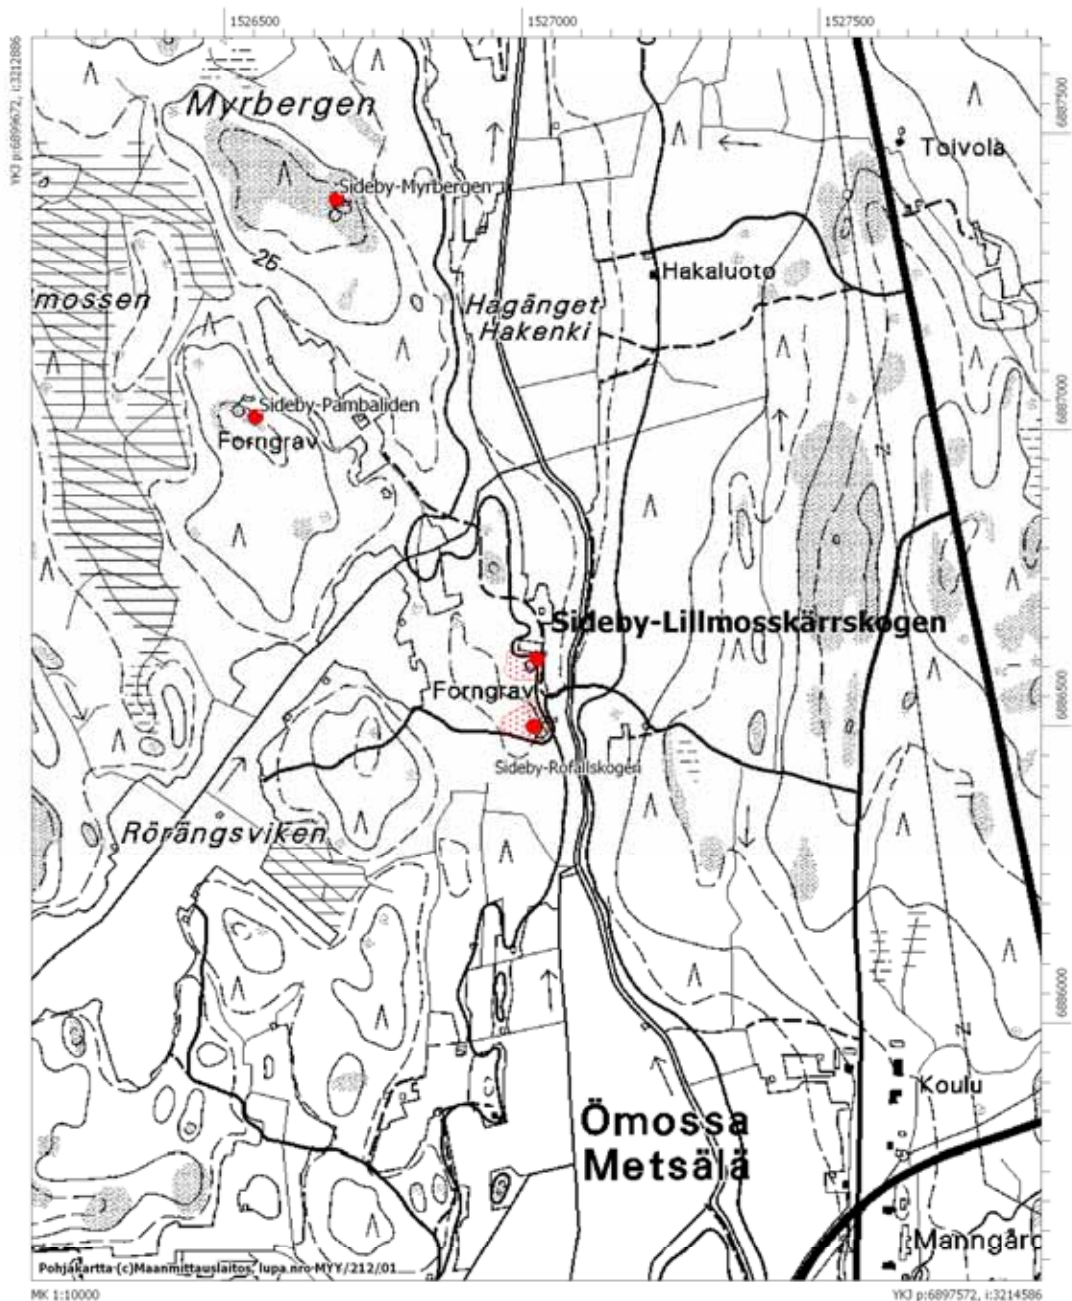 1526500
1527000
1527500
YKJ p:6899672, i:3212886
6887500
Myrbergen
Toivola
Sideby-Myrbergen
26
Hakaluoto
mossen
Hagänget
Hakenki
6887000
Sideby-Pambaliden
Forngrav
Sideby-Lillmosskärrskogen
Forngrav
6886500
Sideby-Rofallskogen
Rörängsviken
6886000
Koulu
Ömossa
Metsälä
Manngård
Pohjakartta (c)Maanmittauslaitos, lupa nro MYY/212/01
MK 1:10000
YKJ p:6897572, i:3214586